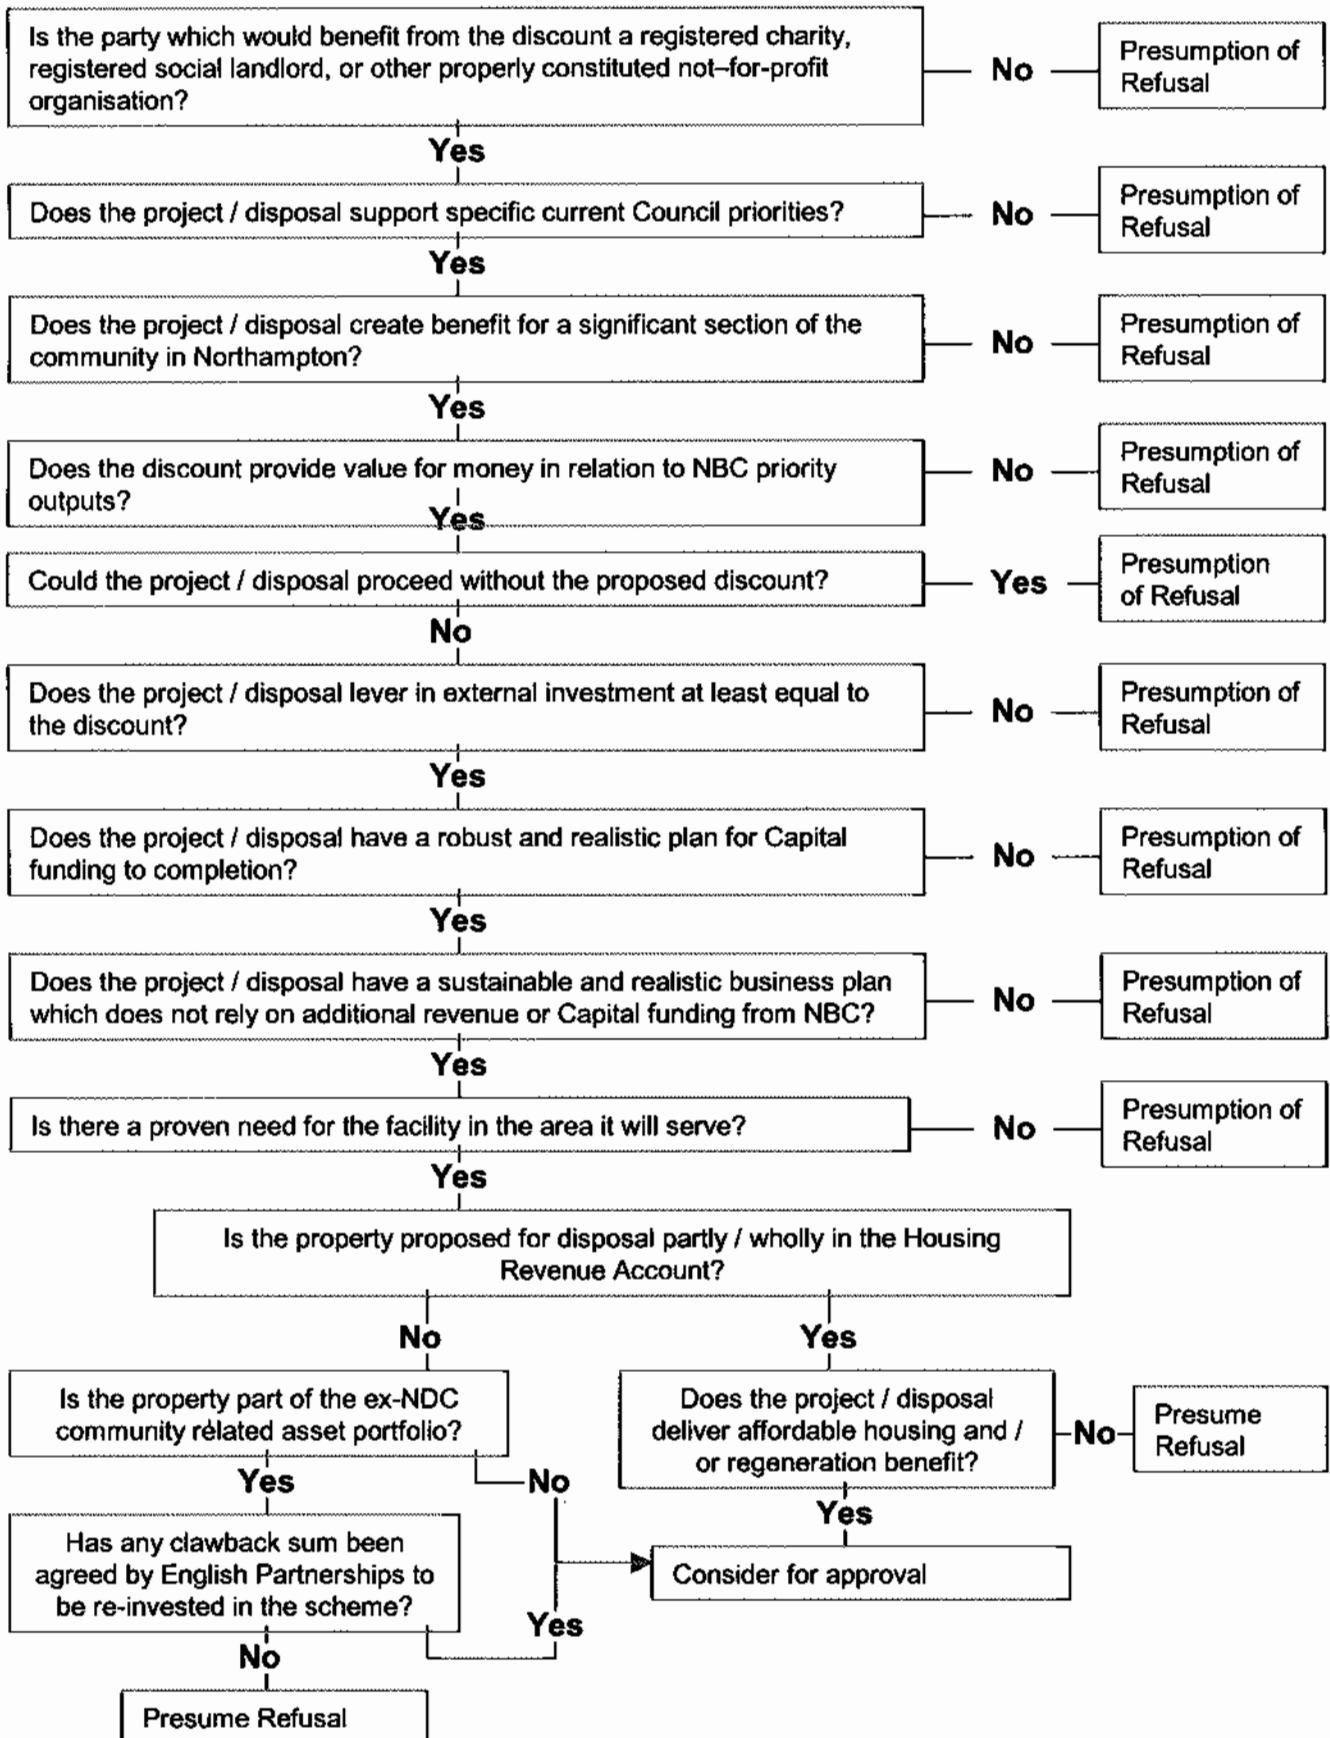 Is the party which would benefit from the discount a registered charity,
registered social landlord, or other properly constituted not–for-profit
organisation?
No
Presumption of
Refusal
Yes
Does the project / disposal support specific current Council priorities?
No
Presumption of
Refusal
Yes
Does the project / disposal create benefit for a significant section of the
community in Northampton?
No
Presumption of
Refusal
Yes
Does the discount provide value for money in relation to NBC priority
outputs?
No
Presumption of
Refusal
Yes
Could the project / disposal proceed without the proposed discount?
Yes
Presumption
of Refusal
No
Does the project / disposal lever in external investment at least equal to
the discount?
No
Presumption of
Refusal
Yes
Does the project / disposal have a robust and realistic plan for Capital
funding to completion?
No
Presumption of
Refusal
Yes
Does the project / disposal have a sustainable and realistic business plan
which does not rely on additional revenue or Capital funding from NBC?
No
Presumption of
Refusal
Yes
Is there a proven need for the facility in the area it will serve?
No
Presumption of
Refusal
Yes
Is the property proposed for disposal partly / wholly in the Housing
Revenue Account?
No
Yes
Is the property part of the ex-NDC
community related asset portfolio?
Does the project / disposal
deliver affordable housing and /
or regeneration benefit?
No
Presume
Refusal
Yes
No
Yes
Has any clawback sum been
agreed by English Partnerships to
be re-invested in the scheme?
Consider for approval
Yes
No
Presume Refusal